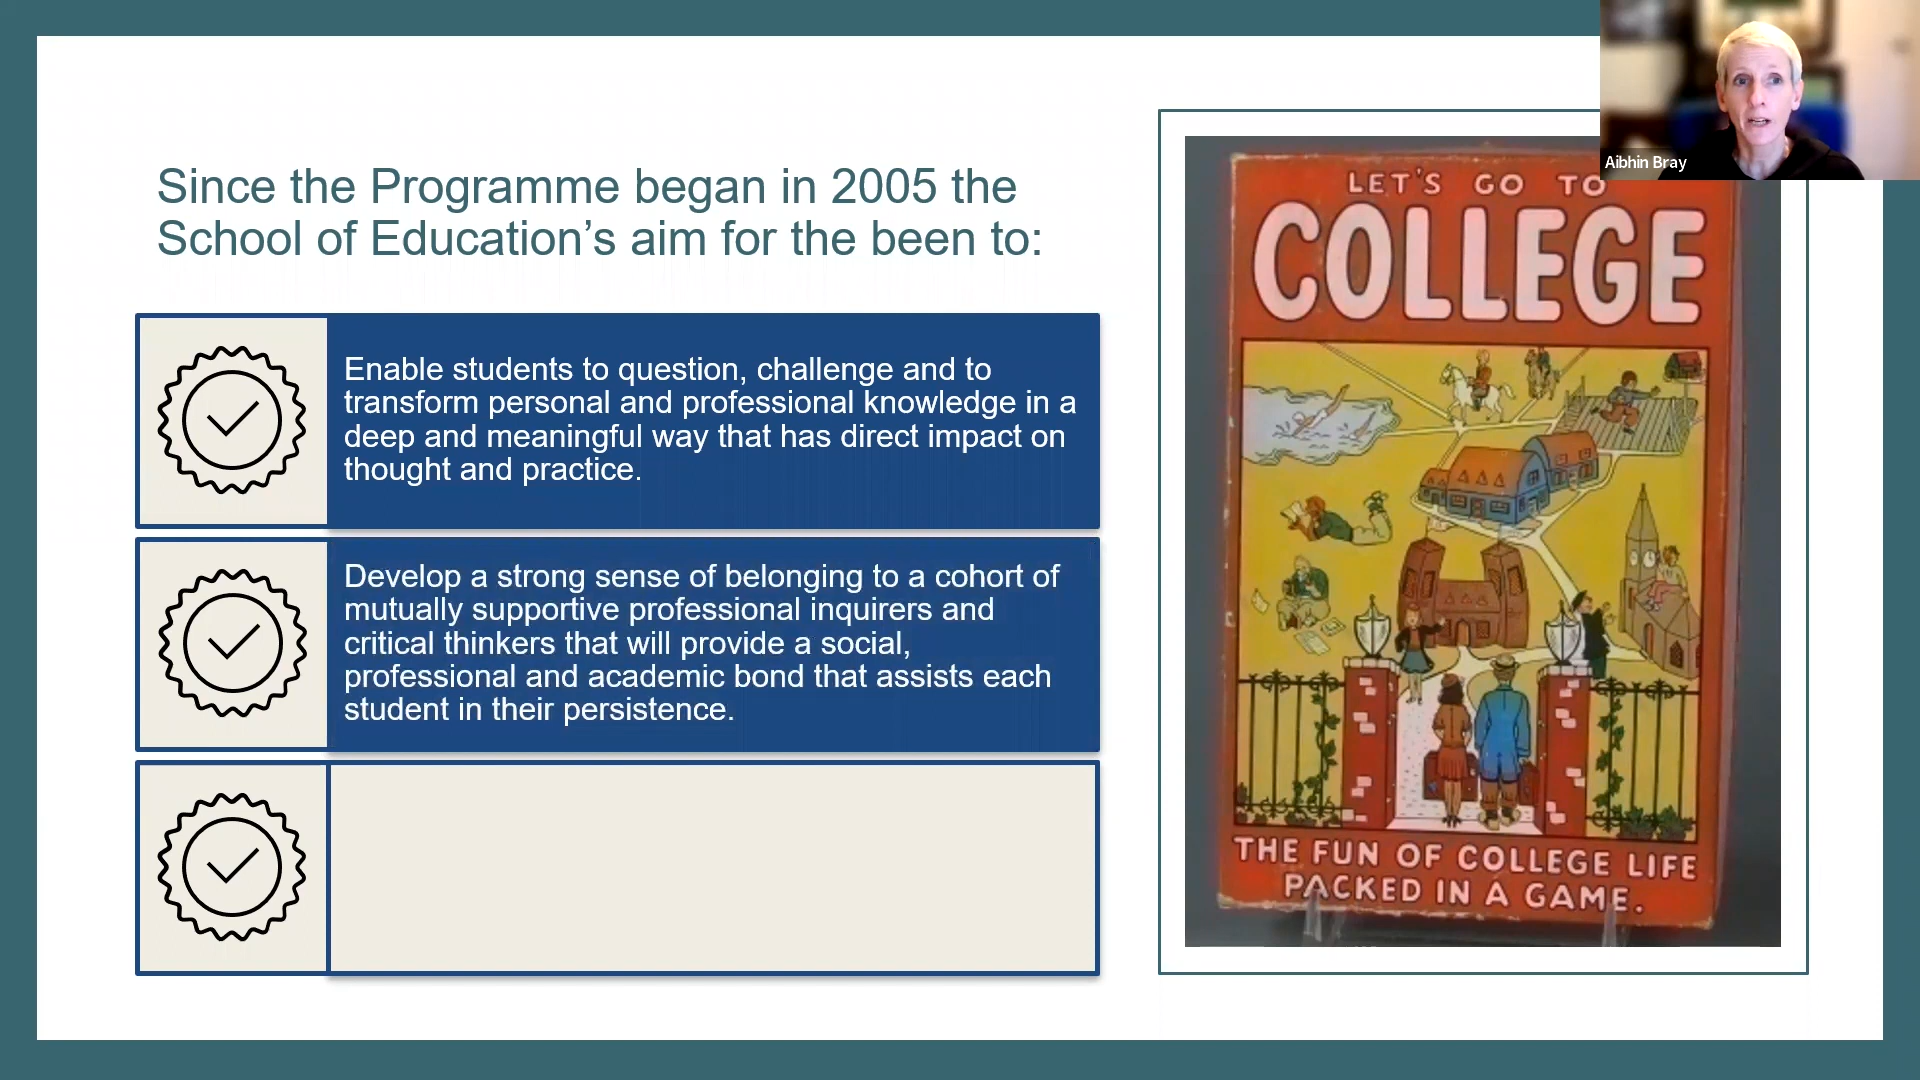 Since the Programme began in 2005 the
School of Education’s aim for the been to:
Enable students to question, challenge and to
transform personal and professional knowledge in a
deep and meaningful way that has direct impact on
thought and practice.
Develop a strong sense of belonging to a cohort of
mutually supportive professional inquirers and
critical thinkers that will provide a social,
professional and academic bond that assists each
student in their persistence.
LET'S GO TO
COLLEGE
THE FUN OF COLLEGE LIFE
PACKED IN A GAME.
Aibhin Bray